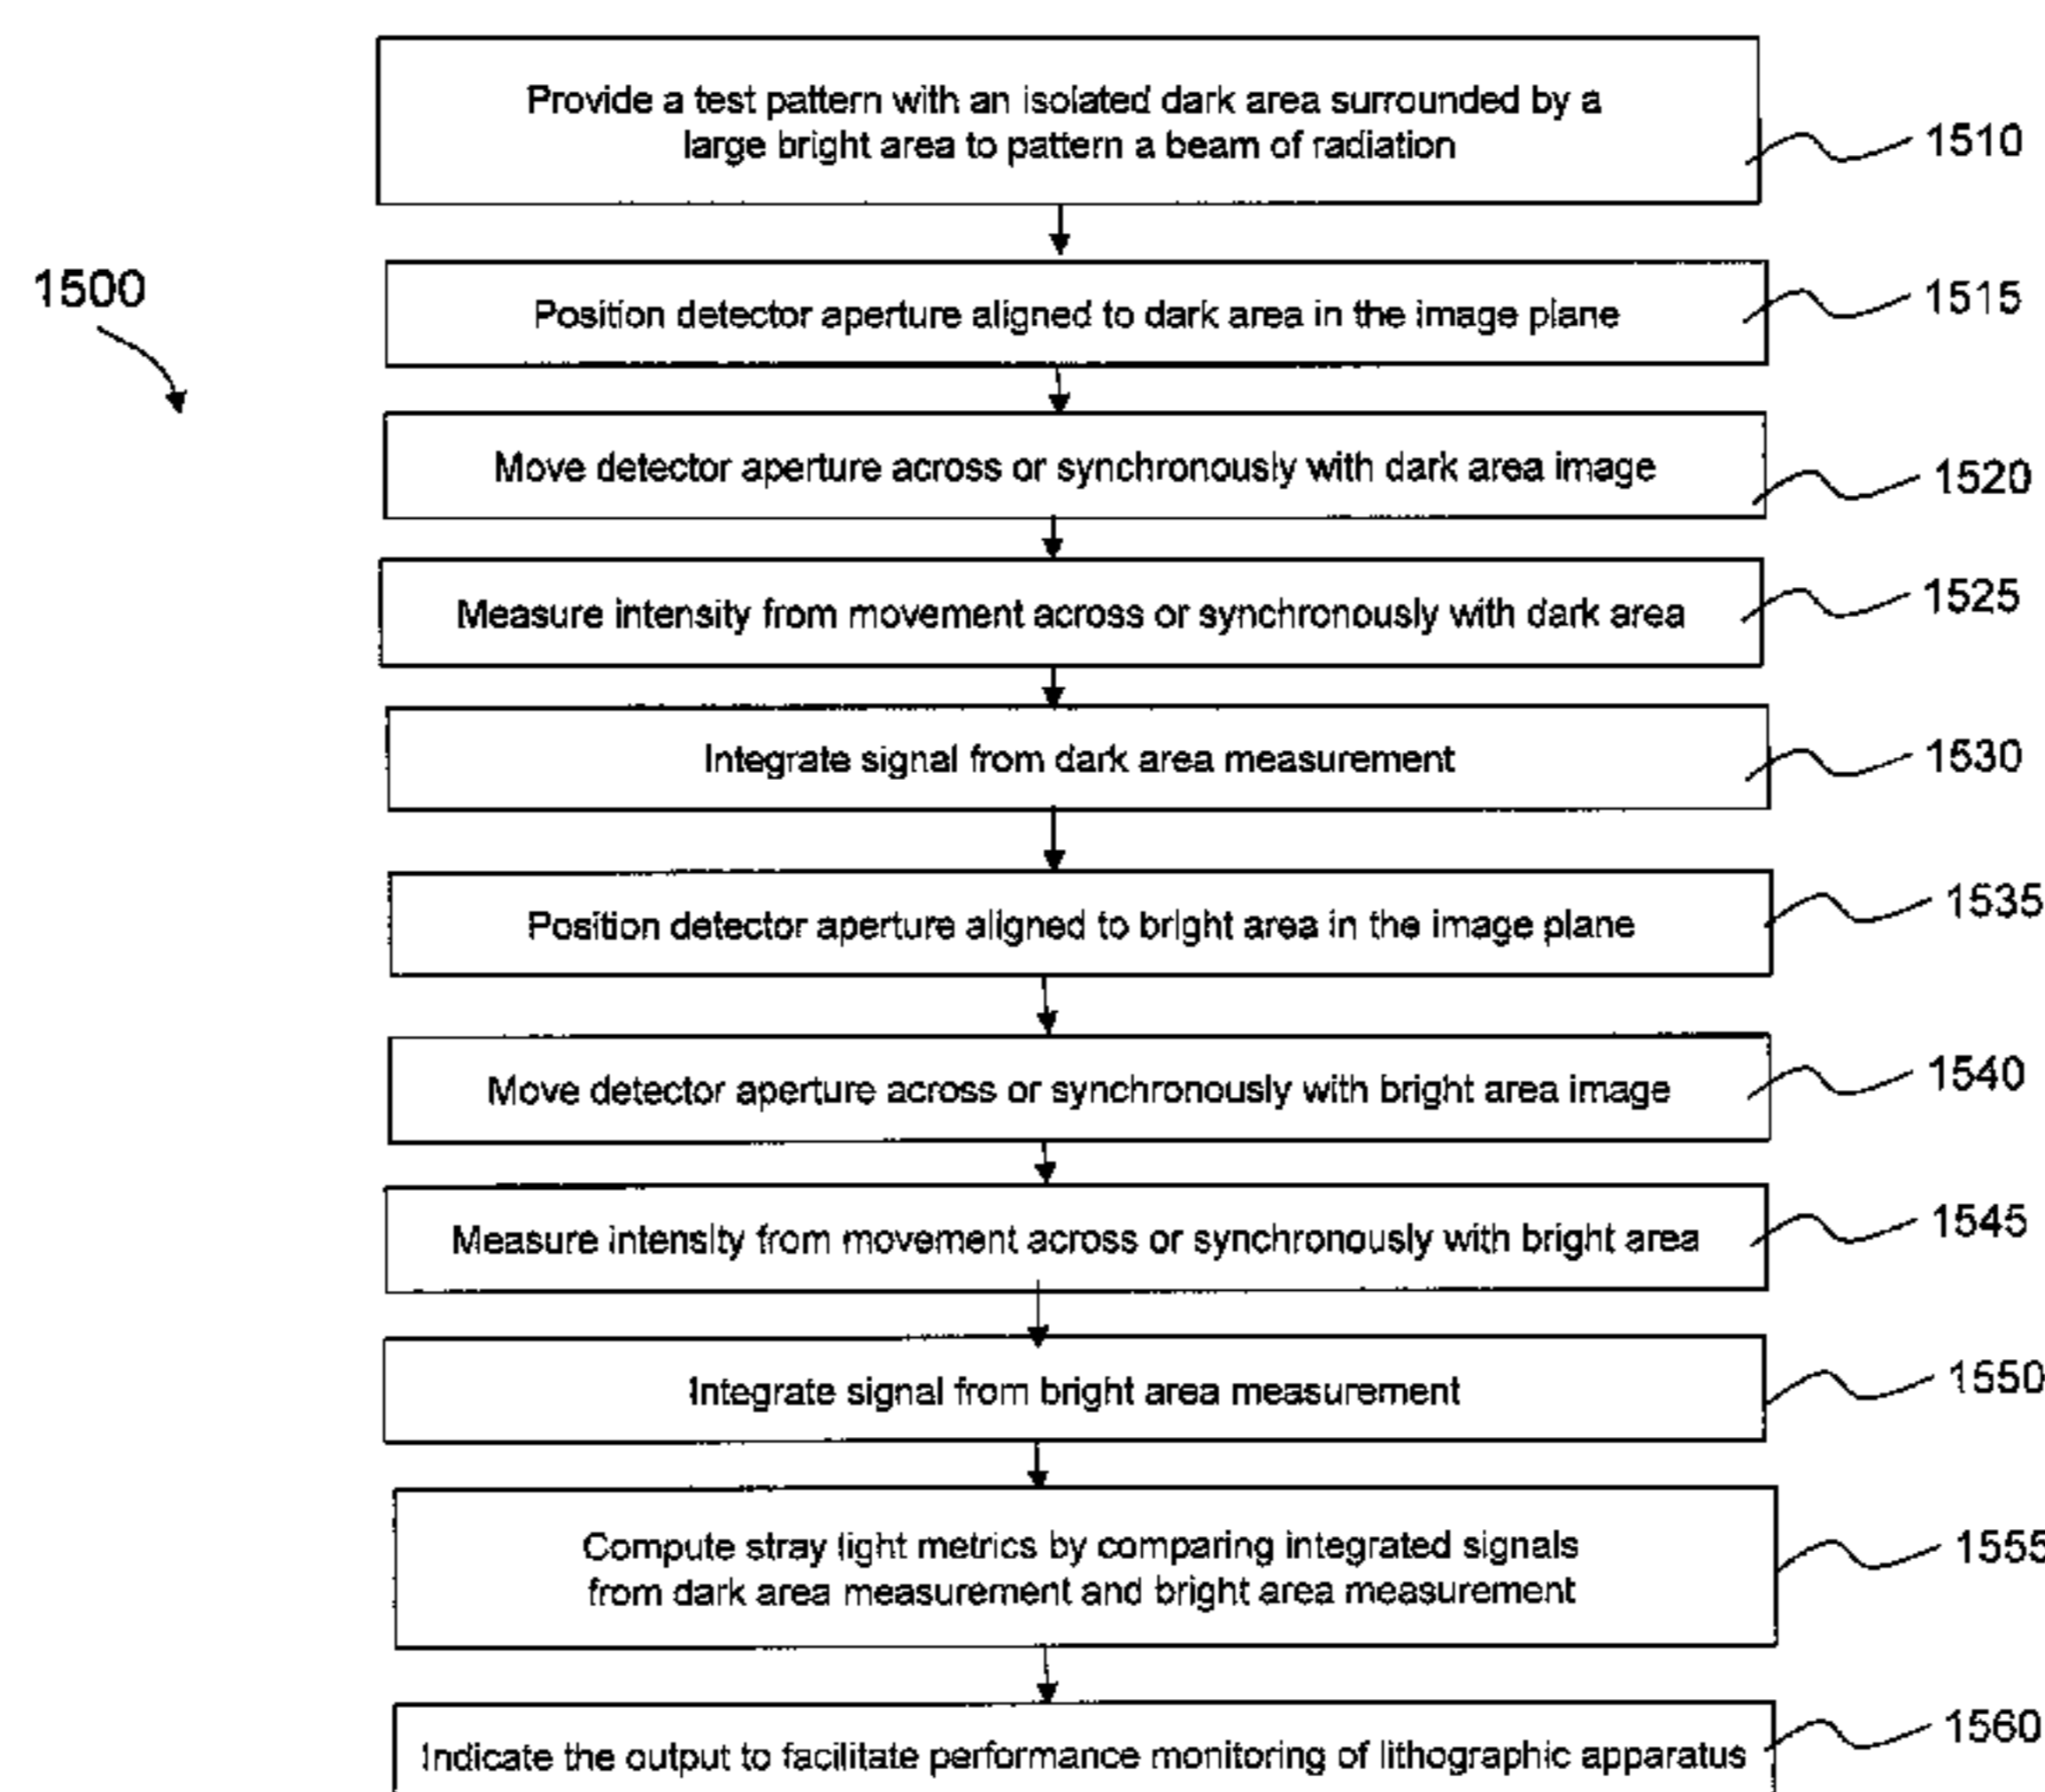 Provide a test pattern with an isolated dark area surrounded by a
large bright area to pattern a beam of radiation
1510
1500
Position detector aperture aligned to dark area in the image plane
1515
Move detector aperture across or synchronously with dark area image
1520
Measure intensity from movement across or synchronously with dark area
1525
Integrate signal from dark area measurement
1530
Position detector aperture aligned to bright area in the image plane
1535
Move detector aperture across or synchronously with bright area image
1540
Measure intensity from movement across or synchronously with bright area
1545
Integrate signal from bright area measurement
1550
Compute stray light metrics by comparing integrated signals
from dark area measurement and bright area measurement
1555
Indicate the output to facilitate performance monitoring of lithographic apparatus
1560